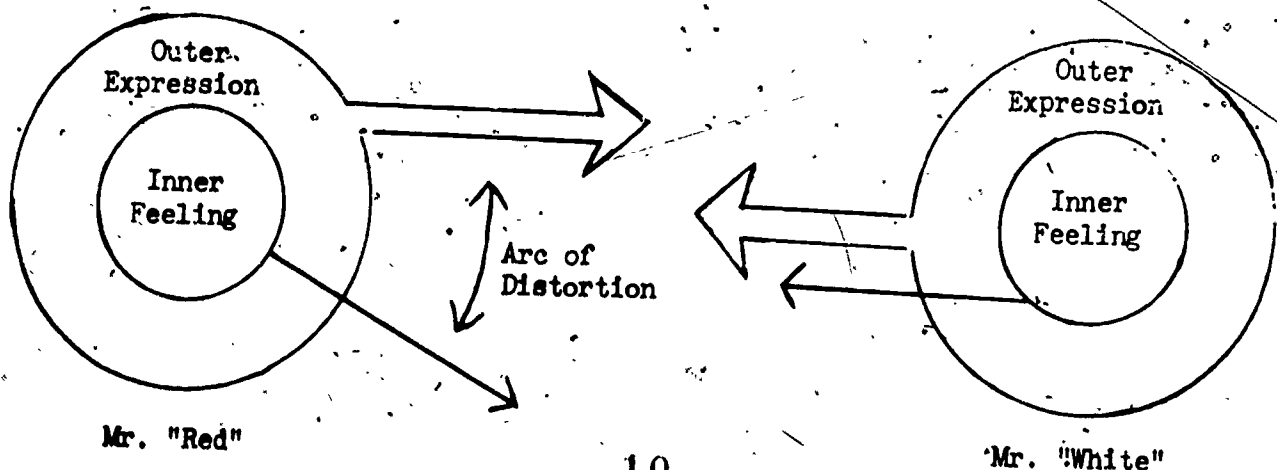 Outer
Expression
Inner
Feeling
Arc of
Distortion
Mr. "Red"
Outer
Expression
Inner
Feeling
Mr. "White"
10